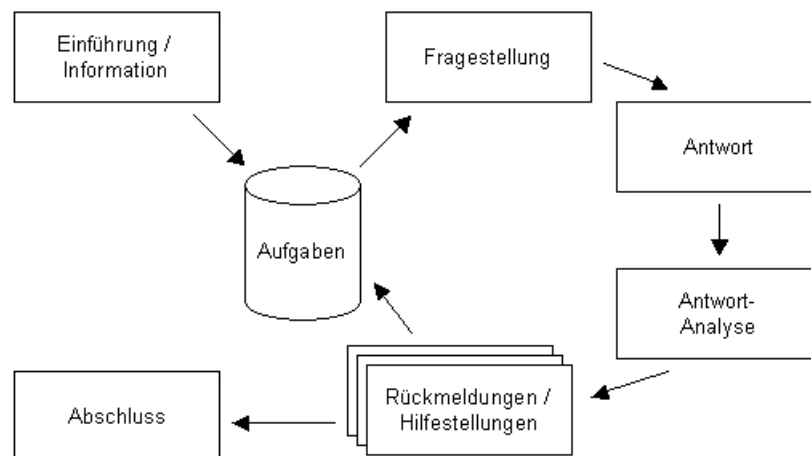 Einführung /
Information
Fragestellung
Antwort
Aufgaben
Antwort-
Analyse
Rückmeldungen /
Hilfestellungen
Abschluss